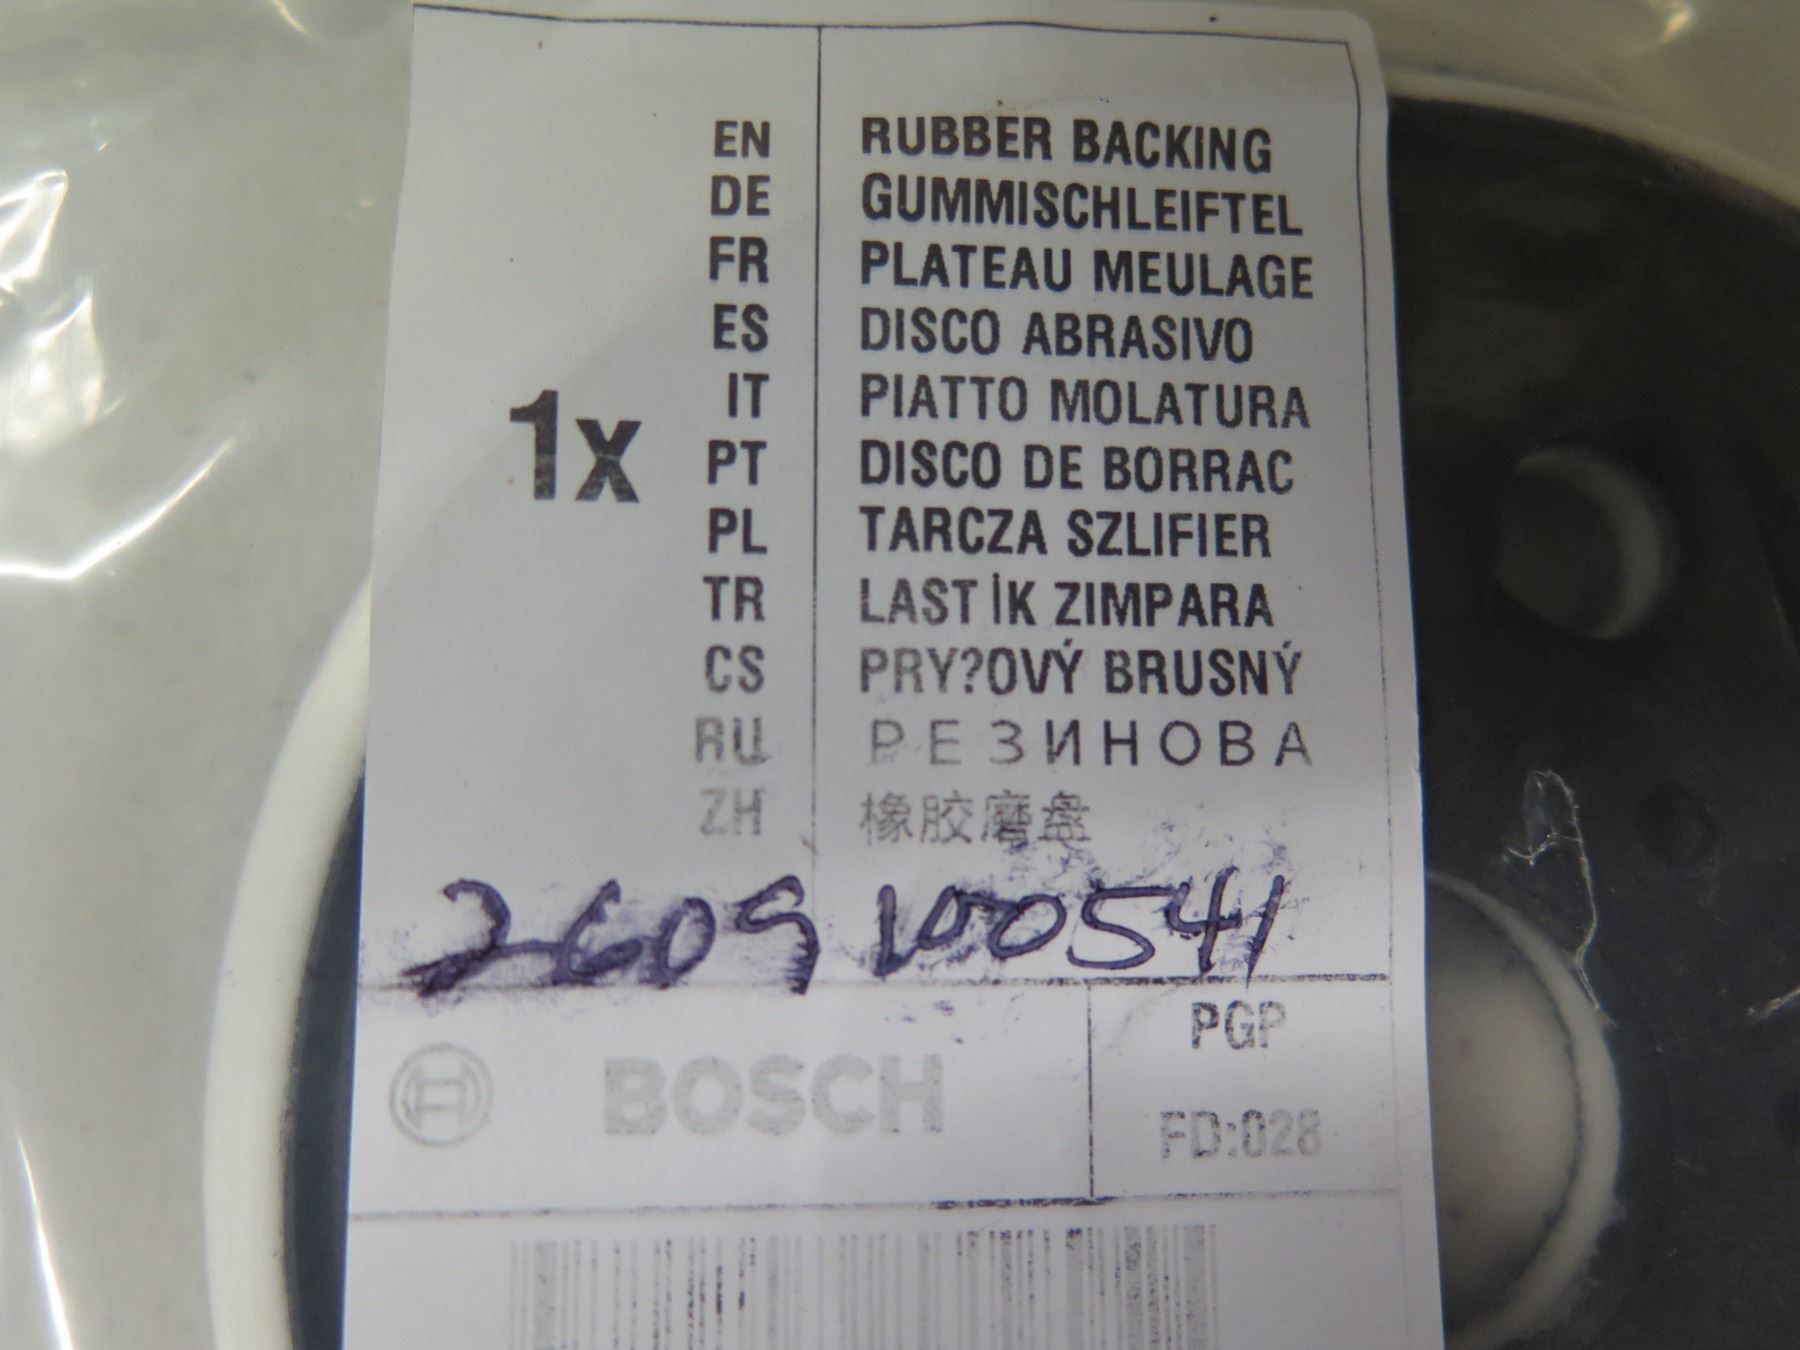 EN RUBBER BACKING
DE GUMMISCHLEIFTEL
FR PLATEAU MEULAGE
ES DISCO ABRASIVO
IT PIATTO MOLATURA
1x
PT DISCO DE BORRAC
PL TARCZA SZLIFIER
TR LASTİK ZIMPARA
CS PRY?OVÝ BRUSNÝ
RU РЕЗИНОВА
ZH 橡胶磨盘
2609100541
BOSCH
PGP
FD:028